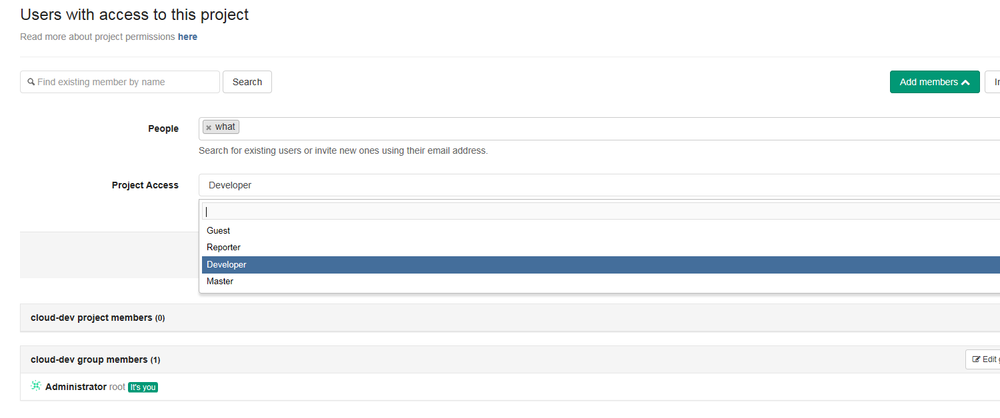 Users with access to this project
Read more about project permissions here
Find existing member by name
Search
Add members
People
what
Search for existing users or invite new ones using their email address.
Project Access
Developer
Guest
Reporter
Developer
Master
cloud-dev project members (0)
cloud-dev group members (1)
Edit
Administrator root It's you